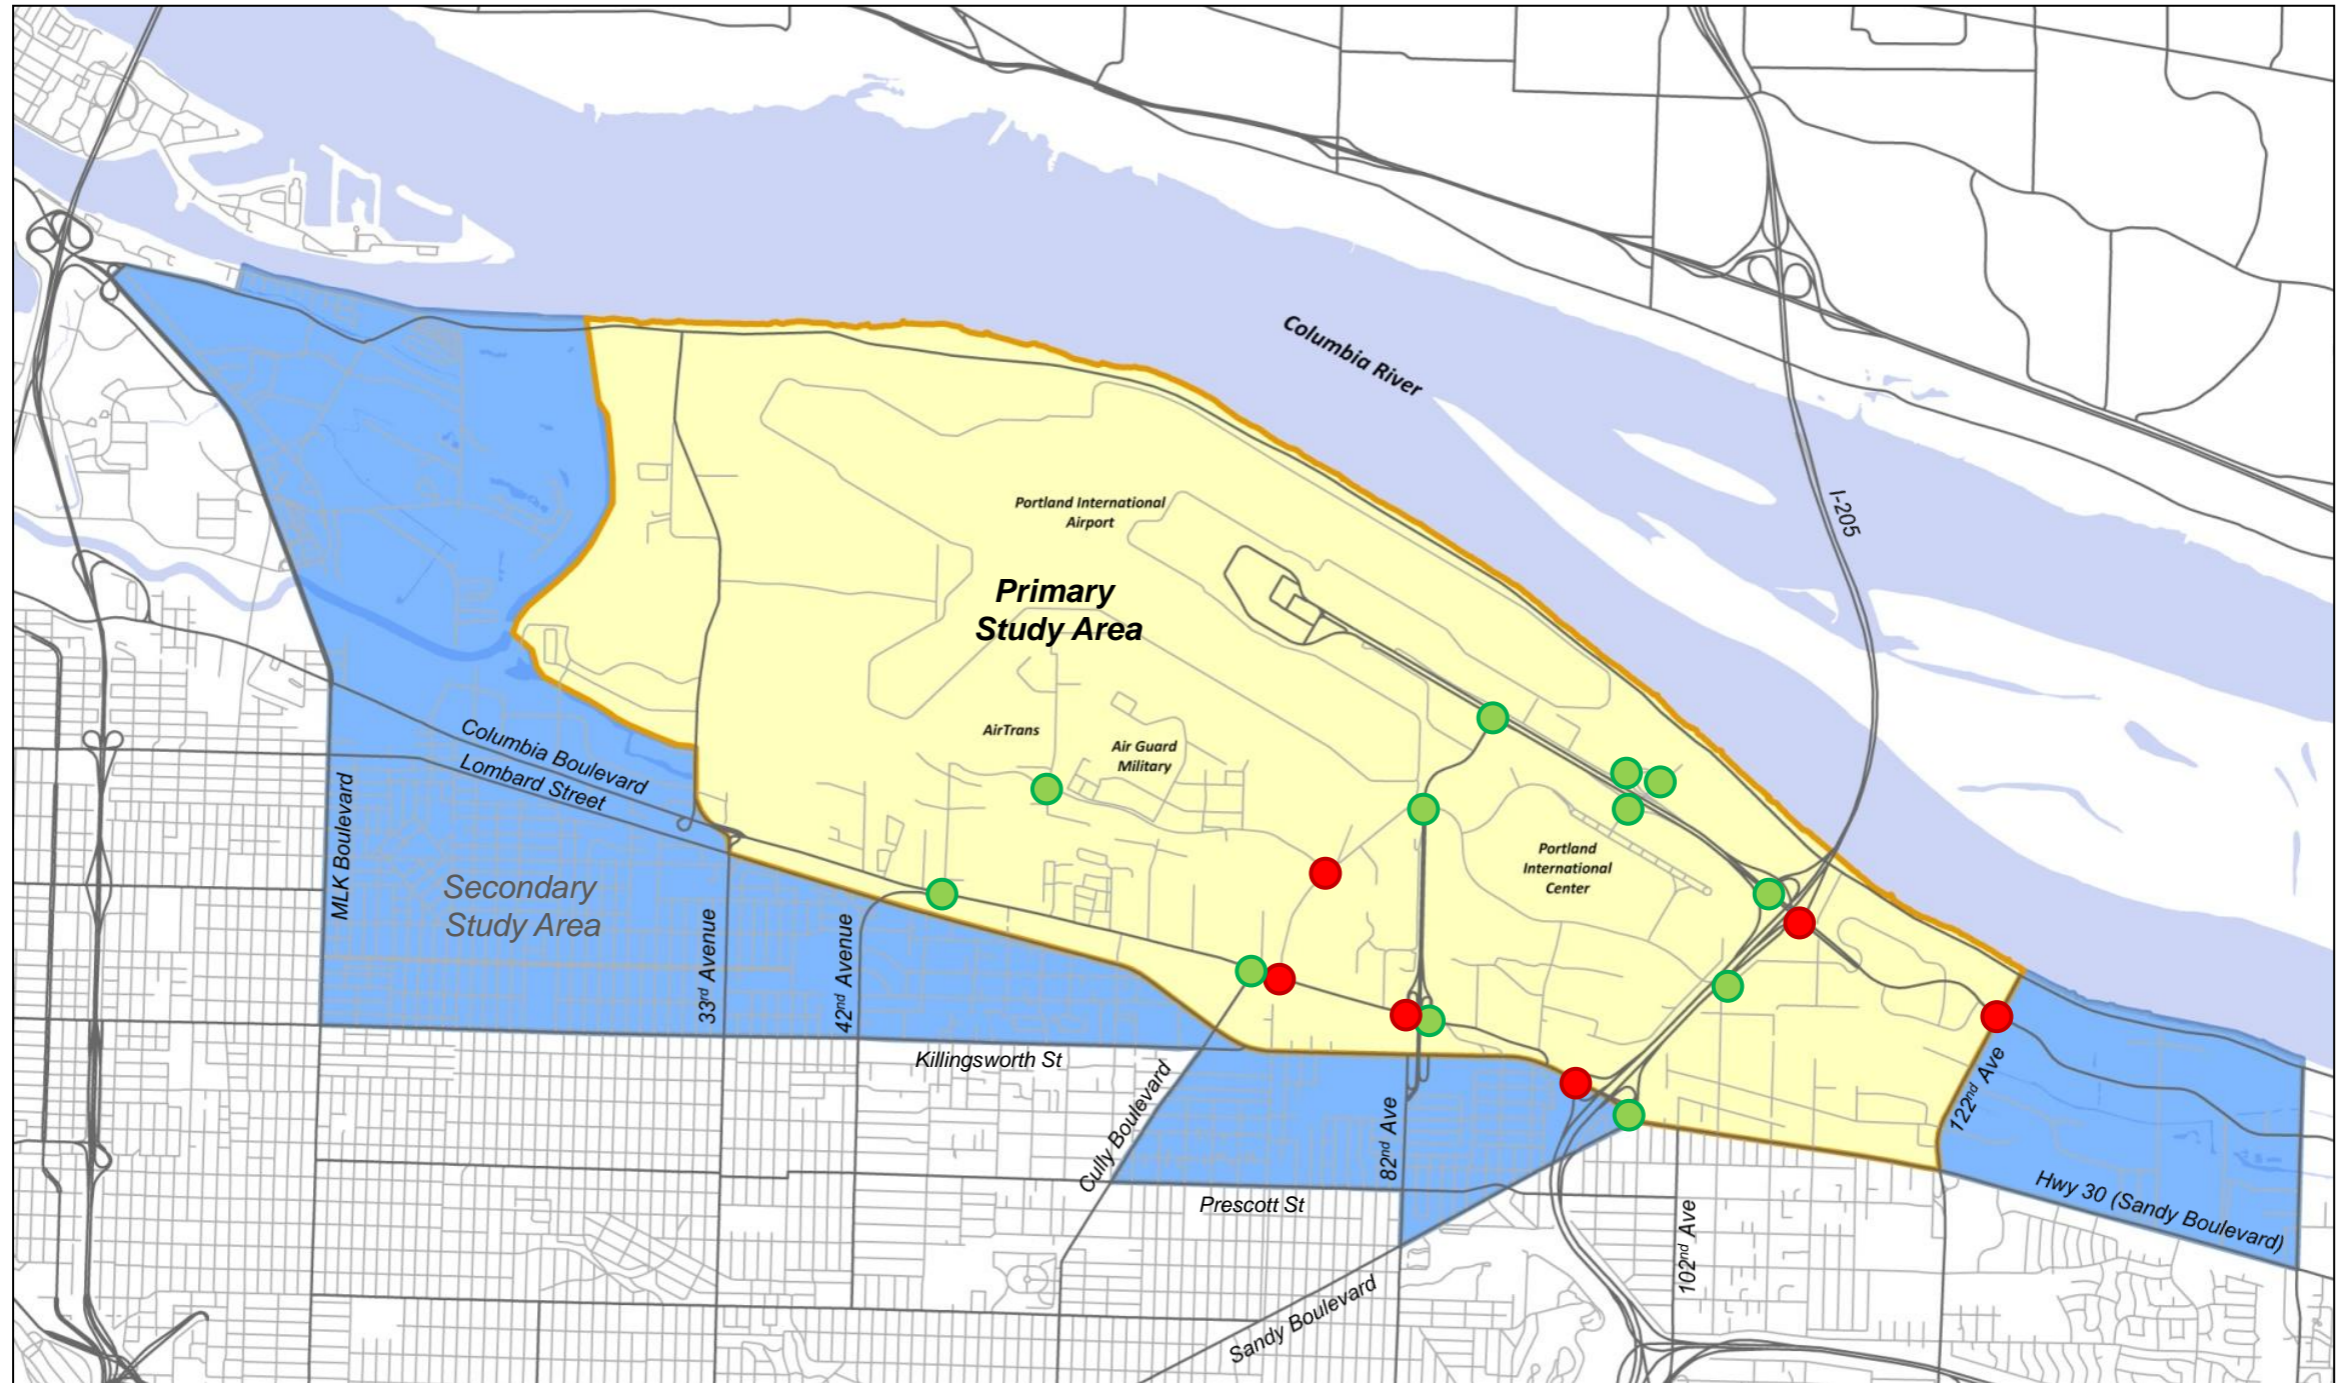 Columbia River
I-205
Portland International
Airport
Primary
Study Area
AirTrans
Air Guard
Military
Columbia Boulevard
Lombard Street
MLK Boulevard
Secondary
Study Area
33rd Avenue
42nd Avenue
Portland
International
Center
Killingsworth St
Cully Boulevard
82nd Ave
122nd Ave
Prescott St
102nd Ave
Hwy 30 (Sandy Boulevard)
Sandy Boulevard